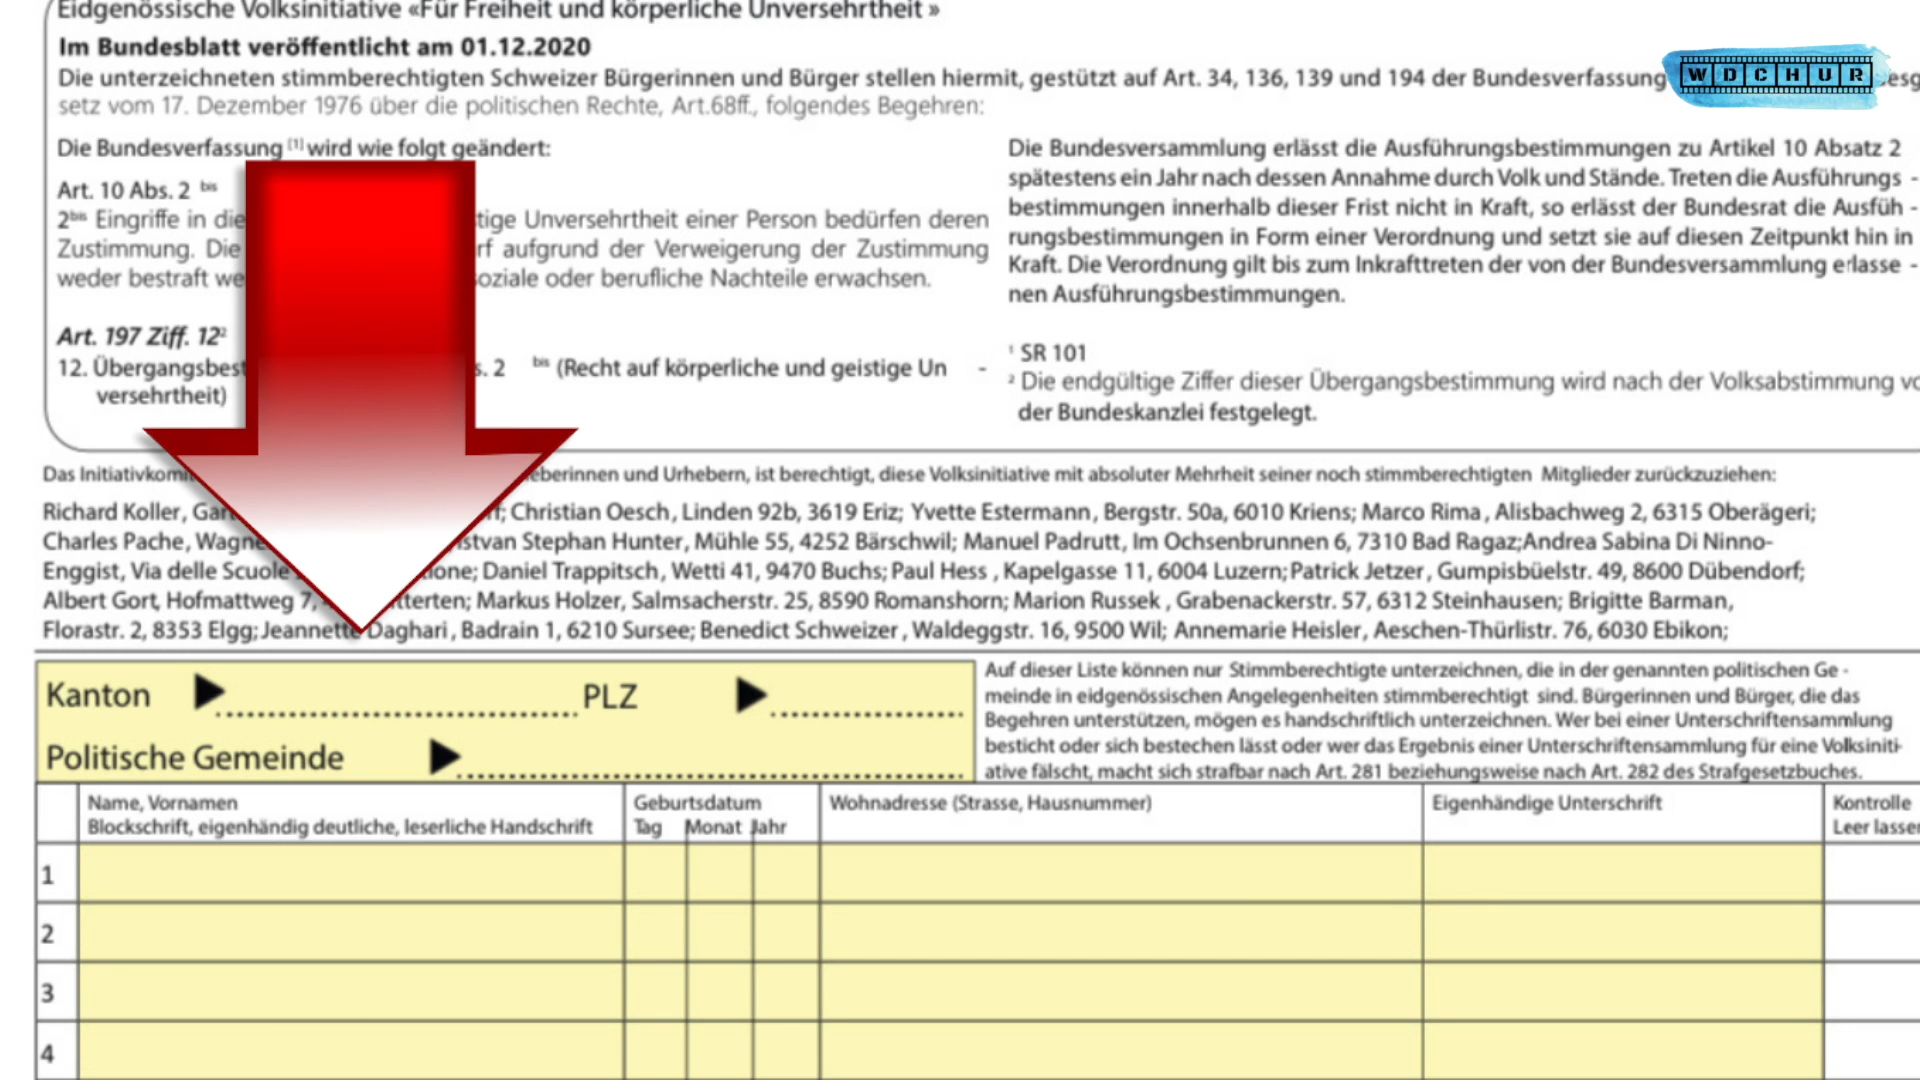 Eidgenössische Volksinitiative «Für Freiheit und körperliche Unversehrtheit »
Im Bundesblatt veröffentlicht am 01.12.2020
Die unterzeichneten stimmberechtigten Schweizer Bürgerinnen und Bürger stellen hiermit, gestützt auf Art. 34, 136, 139 und 194 der Bundesverfassung
WDCHUR
setz vom 17. Dezember 1976 über die politischen Rechte, Art.68ff., folgendes Begehren:
Die Bundesverfassung [1] wird wie folgt geändert:
Art. 10 Abs. 2 bis
2bis Eingriffe in die tige Unversehrtheit einer Person bedürfen deren
Zustimmung. Die rf aufgrund der Verweigerung der Zustimmung
weder bestraft we oziale oder berufliche Nachteile erwachsen.
Art. 197 Ziff. 12²
12. Übergangsbest s. 2 bis (Recht auf körperliche und geistige Un -
versehrtheit)
Die Bundesversammlung erlässt die Ausführungsbestimmungen zu Artikel 10 Absatz 2
spätestens ein Jahr nach dessen Annahme durch Volk und Stände. Treten die Ausführungs -
bestimmungen innerhalb dieser Frist nicht in Kraft, so erlässt der Bundesrat die Ausfüh -
rungsbestimmungen in Form einer Verordnung und setzt sie auf diesen Zeitpunkt hin in
Kraft. Die Verordnung gilt bis zum Inkrafttreten der von der Bundesversammlung erlasse -
nen Ausführungsbestimmungen.
¹ SR 101
² Die endgültige Ziffer dieser Übergangsbestimmung wird nach der Volksabstimmung vo
der Bundeskanzlei festgelegt.
Das Initiativkomi eberinnen und Urhebern, ist berechtigt, diese Volksinitiative mit absoluter Mehrheit seiner noch stimmberechtigten Mitglieder zurückzuziehen:
Richard Koller, Gar f; Christian Oesch, Linden 92b, 3619 Eriz; Yvette Estermann, Bergstr. 50a, 6010 Kriens; Marco Rima, Alisbachweg 2, 6315 Oberägeri;
Charles Pache, Wagne Istvan Stephan Hunter, Mühle 55, 4252 Bärschwil; Manuel Padrutt, Im Ochsenbrunnen 6, 7310 Bad Ragaz;Andrea Sabina Di Ninno-
Enggist, Via delle Scuole ione; Daniel Trappitsch, Wetti 41, 9470 Buchs; Paul Hess , Kapelgasse 11, 6004 Luzern;Patrick Jetzer, Gumpisbüelstr. 49, 8600 Dübendorf;
Albert Gort, Hofmattweg 7, tterten; Markus Holzer, Salmsacherstr. 25, 8590 Romanshorn; Marion Russek , Grabenackerstr. 57, 6312 Steinhausen; Brigitte Barman,
Florastr. 2, 8353 Elgg;Jeannette Daghari, Badrain 1, 6210 Sursee; Benedict Schweizer, Waldeggstr. 16, 9500 Wil; Annemarie Heisler, Aeschen-Thürlistr. 76, 6030 Ebikon;
Kanton PLZ
Politische Gemeinde
Auf dieser Liste können nur Stimmberechtigte unterzeichnen, die in der genannten politischen Ge -
meinde in eidgenössischen Angelegenheiten stimmberechtigt sind. Bürgerinnen und Bürger, die das
Begehren unterstützen, mögen es handschriftlich unterzeichnen. Wer bei einer Unterschriftensammlung
besticht oder sich bestechen lässt oder wer das Ergebnis einer Unterschriftensammlung für eine Volksiniti-
ative fälscht, macht sich strafbar nach Art. 281 beziehungsweise nach Art. 282 des Strafgesetzbuches.
Name, Vornamen
Blockschrift, eigenhändig deutliche, leserliche Handschrift
Geburtsdatum
Tag Monat Jahr
Wohnadresse (Strasse, Hausnummer)
Eigenhändige Unterschrift
Kontrolle
Leer lassen
1
2
3
4